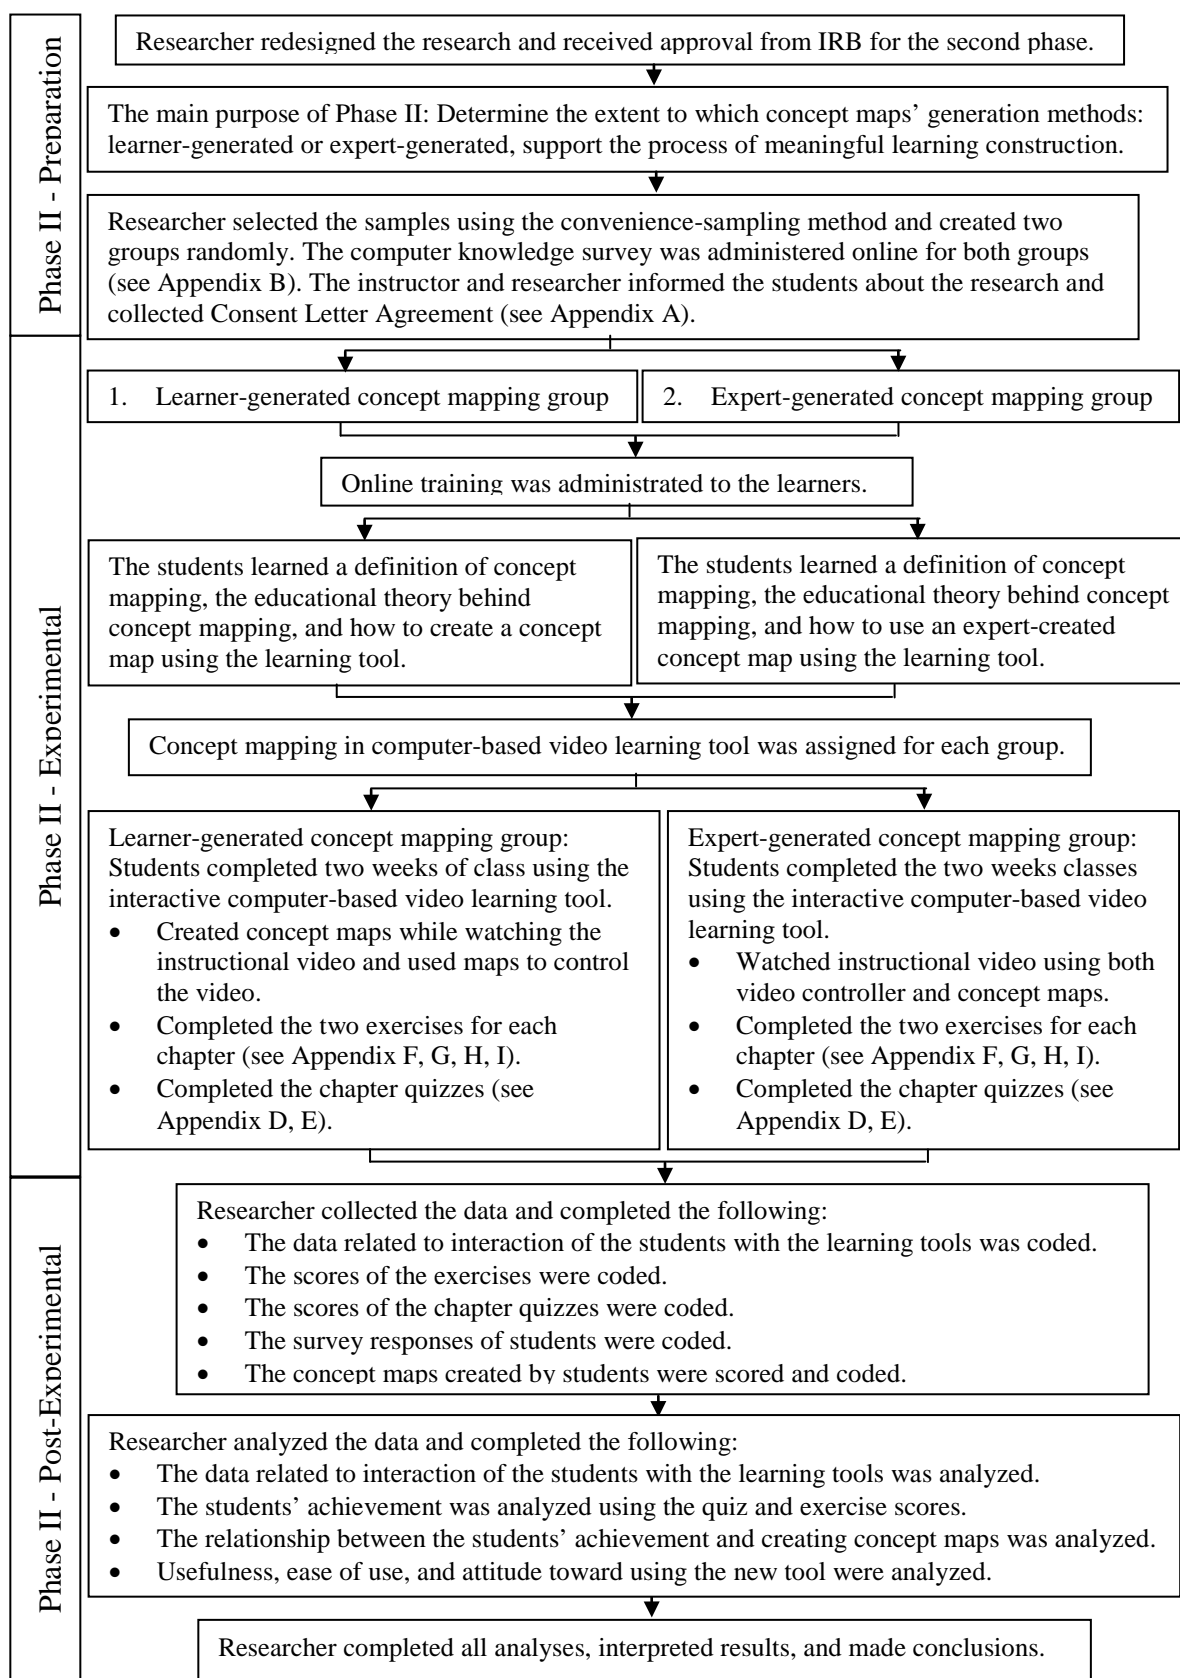 Phase II - Preparation
Researcher redesigned the research and received approval from IRB for the second phase.
The main purpose of Phase II: Determine the extent to which concept maps’ generation methods:
learner-generated or expert-generated, support the process of meaningful learning construction.
Researcher selected the samples using the convenience-sampling method and created two
groups randomly. The computer knowledge survey was administered online for both groups
(see Appendix B). The instructor and researcher informed the students about the research and
collected Consent Letter Agreement (see Appendix A).
Phase II - Experimental
1. Learner-generated concept mapping group
2. Expert-generated concept mapping group
Online training was administrated to the learners.
The students learned a definition of concept
mapping, the educational theory behind
concept mapping, and how to create a concept
map using the learning tool.
The students learned a definition of concept
mapping, the educational theory behind concept
mapping, and how to use an expert-created
concept map using the learning tool.
Concept mapping in computer-based video learning tool was assigned for each group.
Learner-generated concept mapping group:
Students completed two weeks of class using the
interactive computer-based video learning tool.
• Created concept maps while watching the
instructional video and used maps to control
the video.
• Completed the two exercises for each
chapter (see Appendix F, G, H, I).
• Completed the chapter quizzes (see
Appendix D, E).
Expert-generated concept mapping group:
Students completed the two weeks classes
using the interactive computer-based video
learning tool.
• Watched instructional video using both
video controller and concept maps.
• Completed the two exercises for each
chapter (see Appendix F, G, H, I).
• Completed the chapter quizzes (see
Appendix D, E).
Phase II - Post-Experimental
Researcher collected the data and completed the following:
• The data related to interaction of the students with the learning tools was coded.
• The scores of the exercises were coded.
• The scores of the chapter quizzes were coded.
• The survey responses of students were coded.
• The concept maps created by students were scored and coded.
Researcher analyzed the data and completed the following:
• The data related to interaction of the students with the learning tools was analyzed.
• The students’ achievement was analyzed using the quiz and exercise scores.
• The relationship between the students’ achievement and creating concept maps was analyzed.
• Usefulness, ease of use, and attitude toward using the new tool were analyzed.
Researcher completed all analyses, interpreted results, and made conclusions.